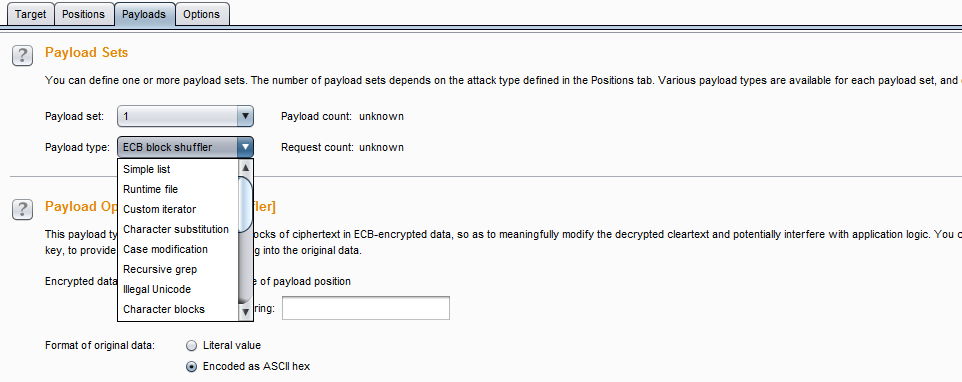 Target Positions Payloads Options
? Payload Sets
You can define one or more payload sets. The number of payload sets depends on the attack type defined in the Positions tab. Various payload types are available for each payload set, and
Payload set: 1 Payload count: unknown
Payload type: ECB block shuffler Request count: unknown
Simple list
Runtime file
Custom iterator
Character substitution
Case modification
Recursive grep
Illegal Unicode
Character blocks
? Payload Op fler]
This payload ty ocks of ciphertext in ECB-encrypted data, so as to meaningfully modify the decrypted cleartext and potentially interfere with application logic. You c
key, to provide g into the original data.
Encrypted data e of payload position
ring:
Format of original data: Literal value
Encoded as ASCII hex